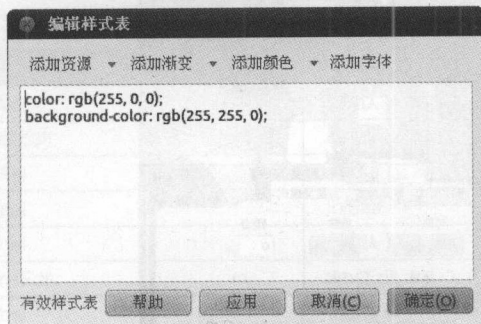 编辑样式表
添加资源 添加渐变 添加颜色 添加字体
color: rgb(255, 0, 0);
background-color: rgb(255, 255, 0);
有效样式表 帮助 应用 取消(C) 确定(O)